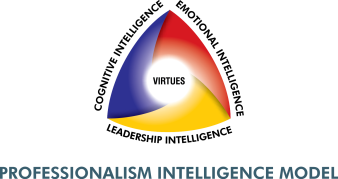 COGNITIVE INTELLIGENCE
EMOTIONAL INTELLIGENCE
VIRTUES
LEADERSHIP INTELLIGENCE
PROFESSIONALISM INTELLIGENCE MODEL